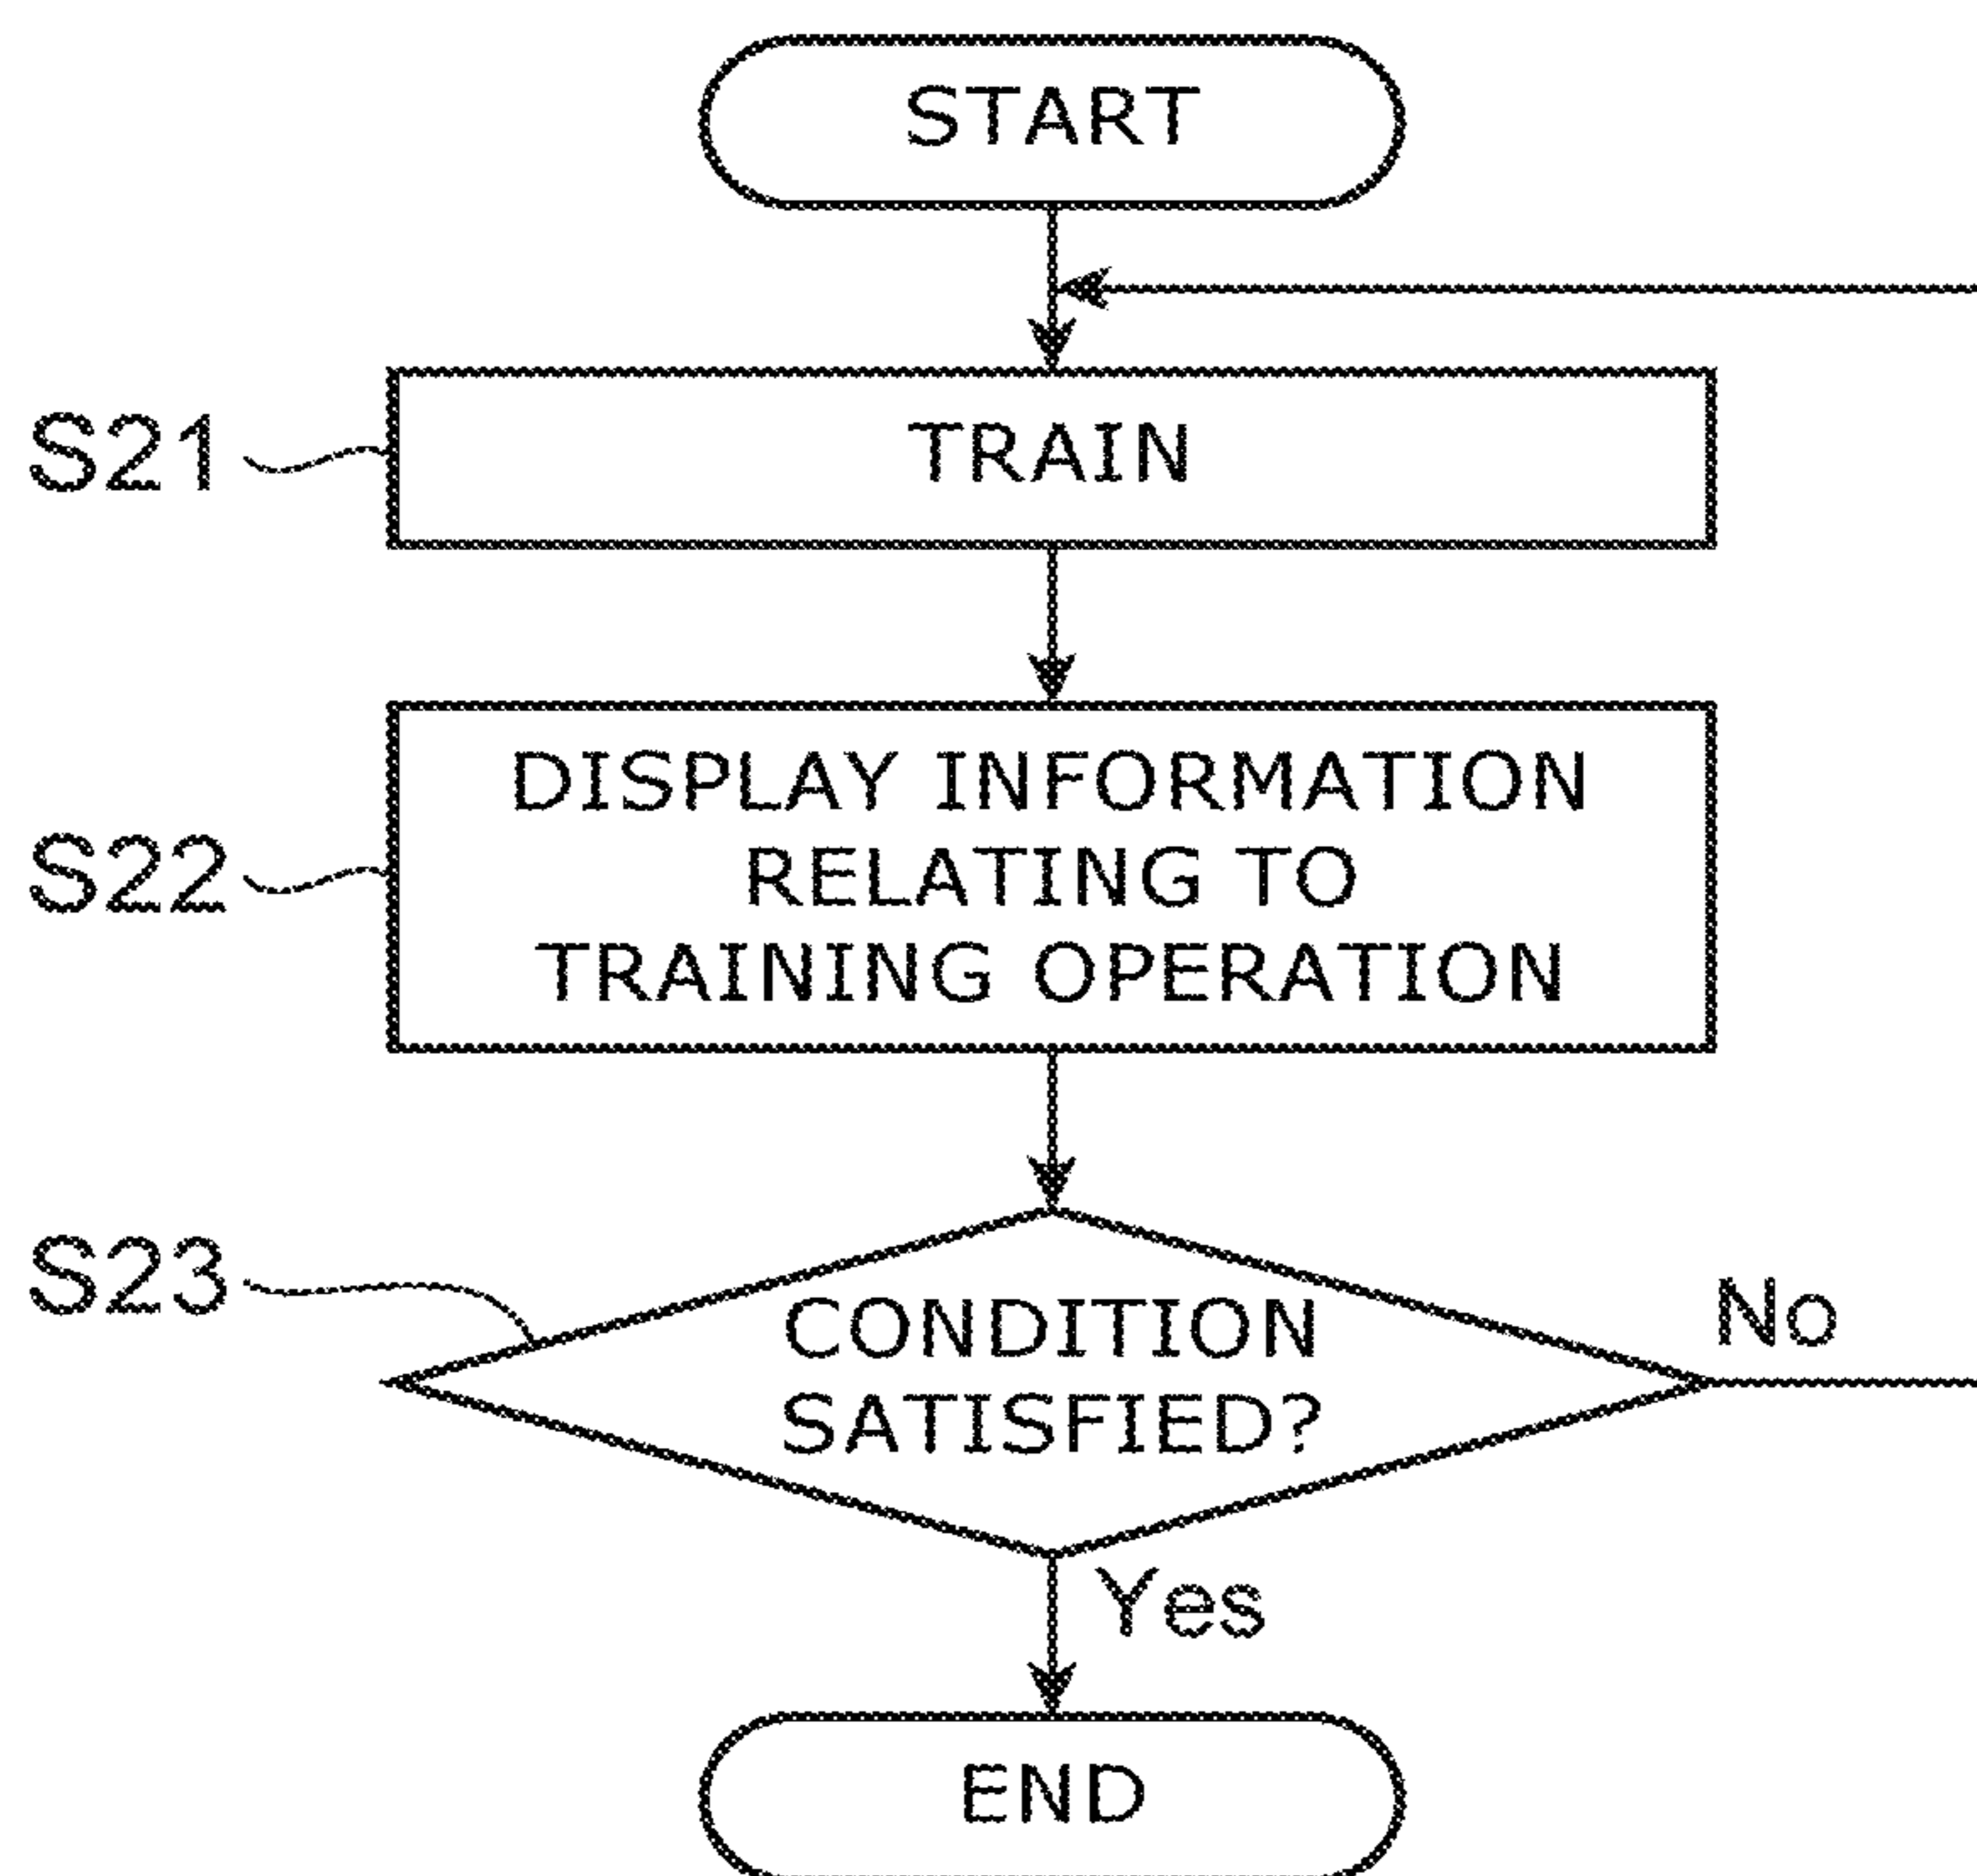 START
S21
TRAIN
S22
DISPLAY INFORMATION
RELATING TO
TRAINING OPERATION
S23
CONDITION
SATISFIED?
No
Yes
END